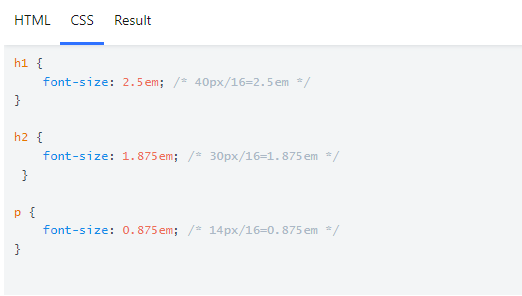 HTML CSS Result
h1 {
    font-size: 2.5em; /* 40px/16=2.5em */
}
h2 {
    font-size: 1.875em; /* 30px/16=1.875em */
 }
p {
    font-size: 0.875em; /* 14px/16=0.875em */
}